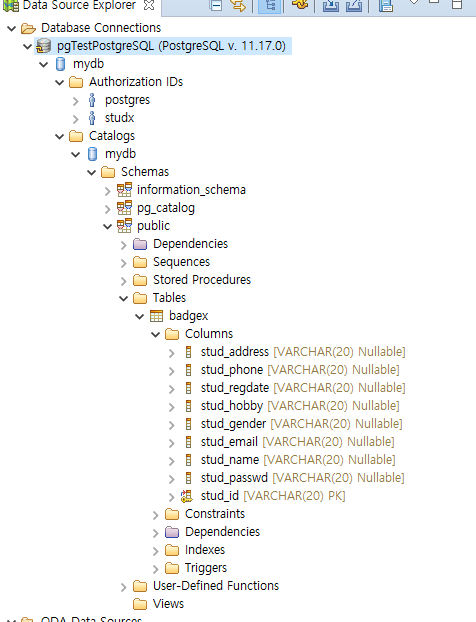 Data Source Explorer
Database Connections
pgTestPostgreSQL (PostgreSQL v. 11.17.0)
mydb
Authorization IDs
postgres
studx
Catalogs
mydb
Schemas
information_schema
pg_catalog
public
Dependencies
Sequences
Stored Procedures
Tables
badgex
Columns
stud_address [VARCHAR(20) Nullable]
stud_phone [VARCHAR(20) Nullable]
stud_regdate [VARCHAR(20) Nullable]
stud_hobby [VARCHAR(20) Nullable]
stud_gender [VARCHAR(20) Nullable]
stud_email [VARCHAR(20) Nullable]
stud_name [VARCHAR(20) Nullable]
stud_passwd [VARCHAR(20) Nullable]
stud_id [VARCHAR(20) PK]
Constraints
Dependencies
Indexes
Triggers
User-Defined Functions
Views
ODA Data Sources